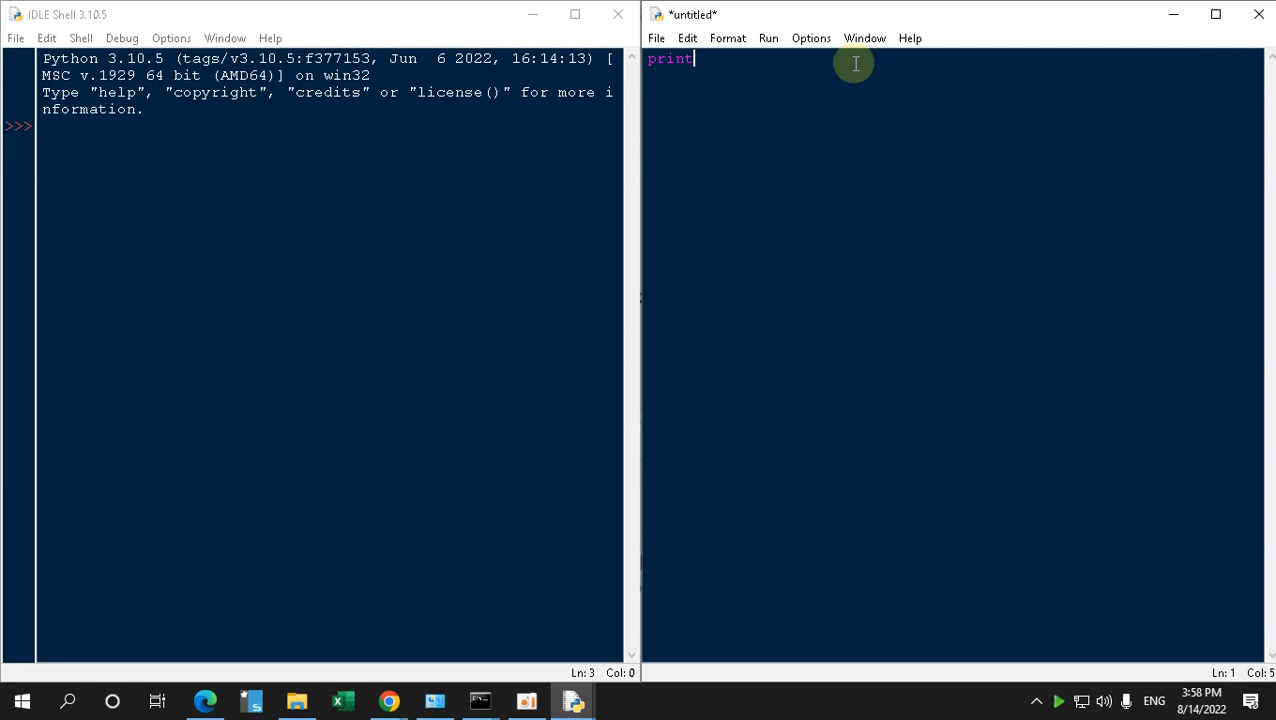 IDLE Shell 3.10.5
File Edit Shell Debug Options Window Help
Python 3.10.5 (tags/v3.10.5:f377153, Jun  6 2022, 16:14:13) [
MSC v.1929 64 bit (AMD64)] on win32
Type "help", "copyright", "credits" or "license()" for more i
nformation.
>>>
Ln: 3 Col: 0
*untitled*
File Edit Format Run Options Window Help
print
Ln: 1 Col: 5
ENG
3:58 PM
8/14/2022